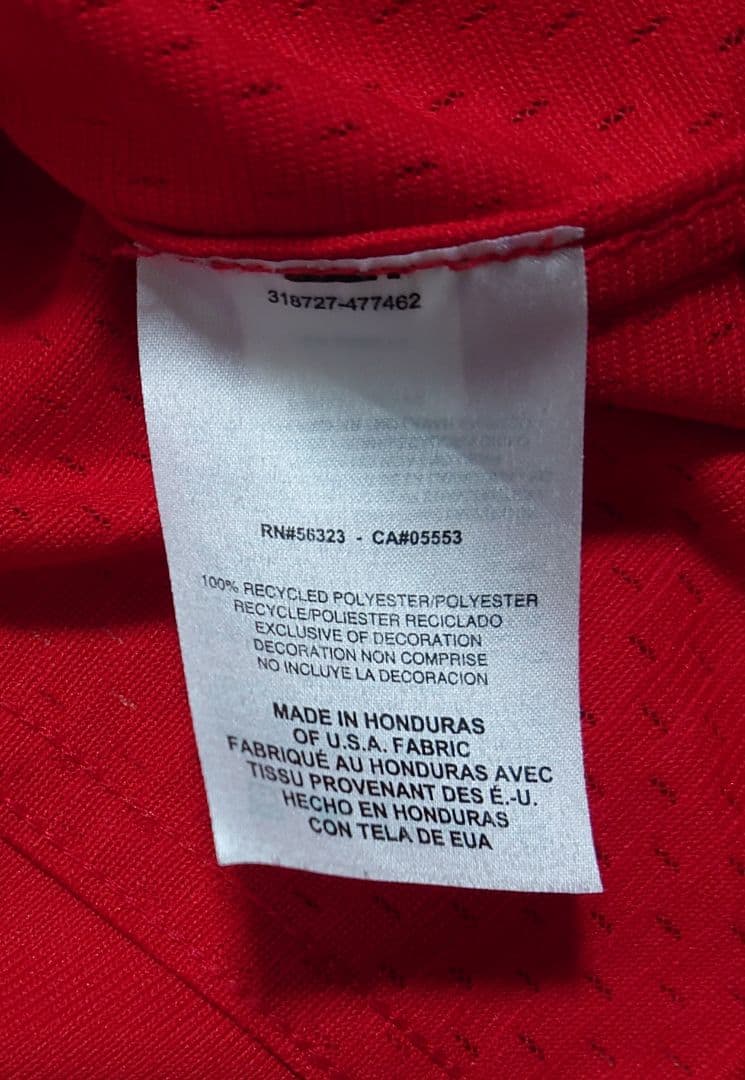 318727-477462
RN#56323 - CA#05553
100% RECYCLED POLYESTER/POLYESTER
RECYCLE/POLIESTER RECICLADO
EXCLUSIVE OF DECORATION
DECORATION NON COMPRISE
NO INCLUYE LA DECORACION
MADE IN HONDURAS
OF U.S.A. FABRIC
FABRIQUÉ AU HONDURAS AVEC
TISSU PROVENANT DES É.-U.
HECHO EN HONDURAS
CON TELA DE EUA